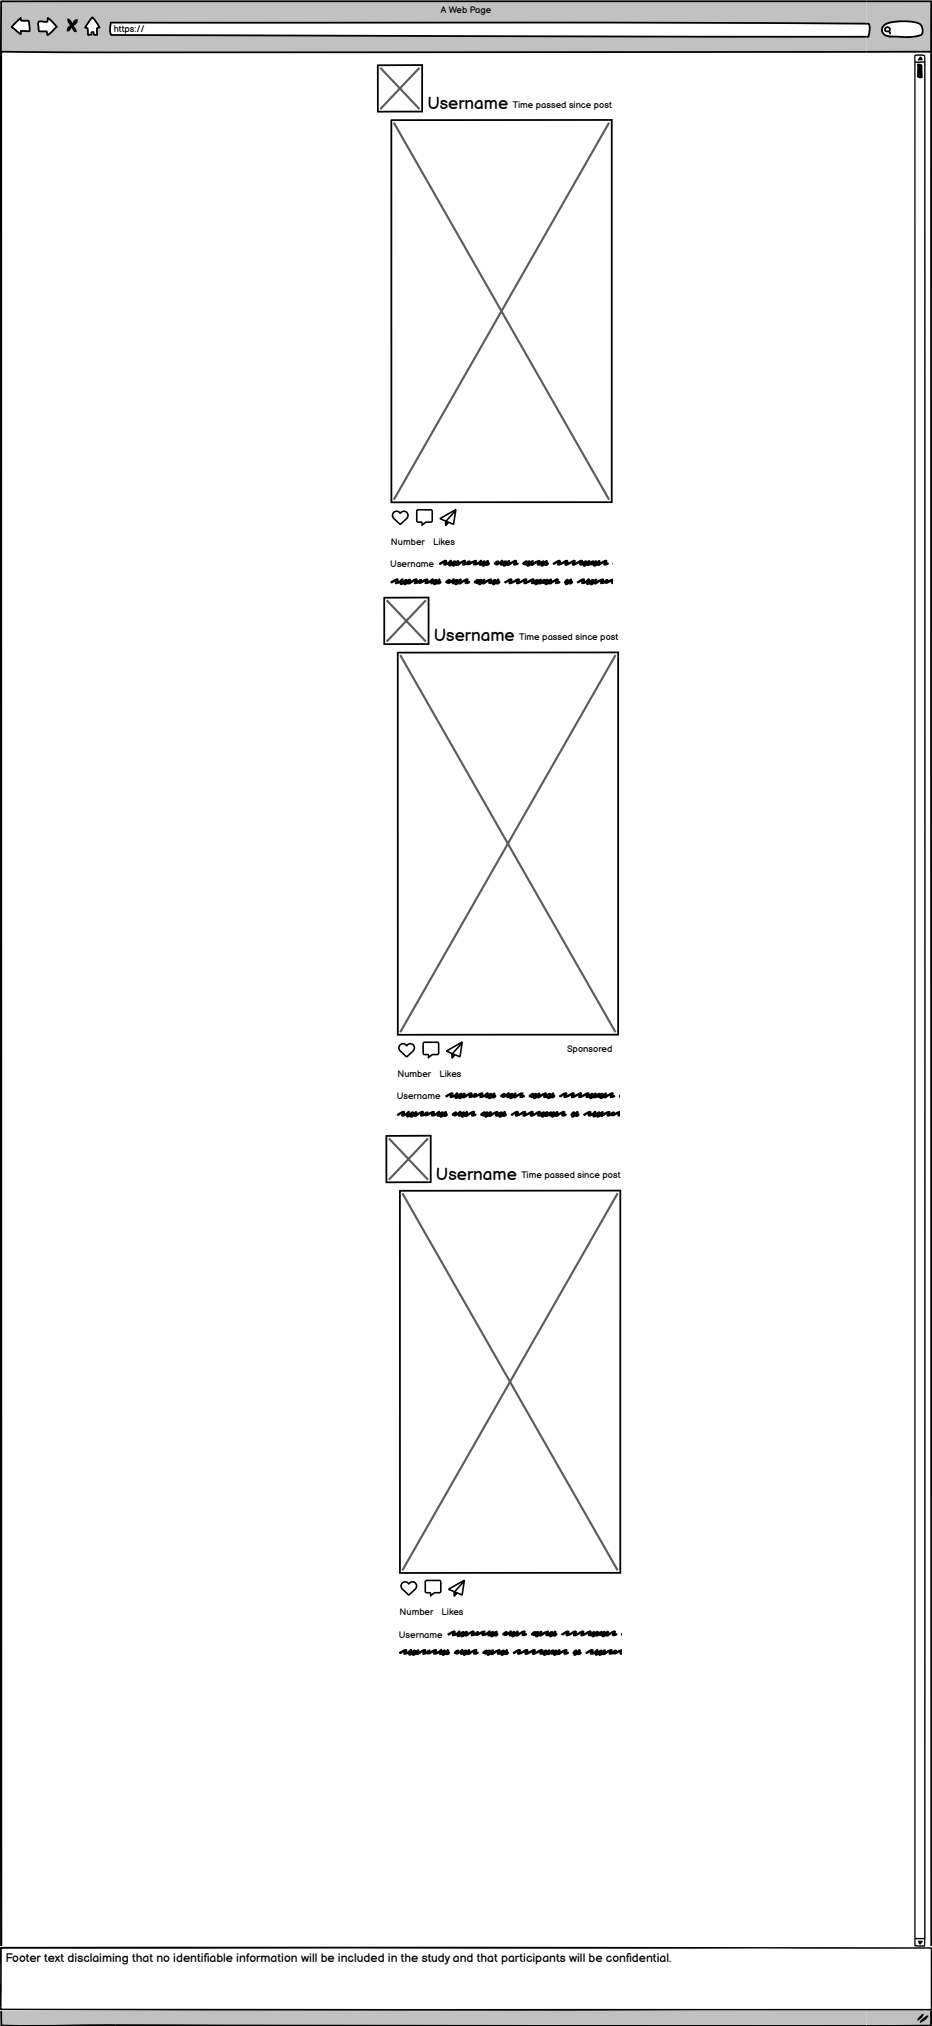 A Web Page
https://
Username Time passed since post
Number Likes
Username
Username Time passed since post
Sponsored
Number Likes
Username
Username Time passed since post
Number Likes
Username
Footer text disclaiming that no identifiable information will be included in the study and that participants will be confidential.